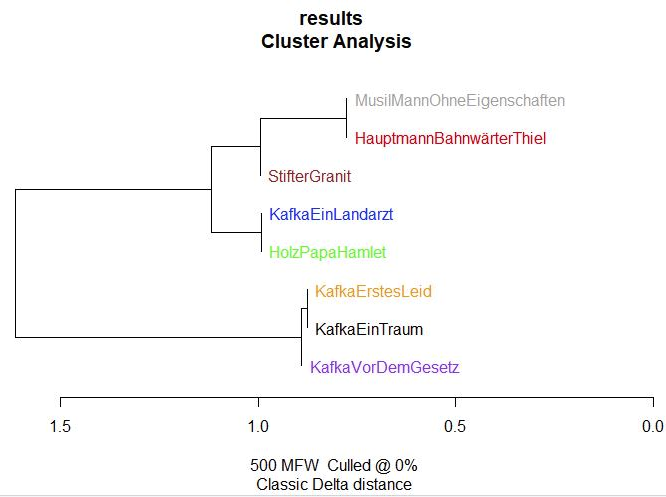 results
Cluster Analysis
MusilMannOhneEigenschaften
HauptmannBahnwärterThiel
StifterGranit
KafkaEinLandarzt
HolzPapaHamlet
KafkaErstesLeid
KafkaEinTraum
KafkaVorDemGesetz
1.5 1.0 0.5 0.0
500 MFW Culled @ 0%
Classic Delta distance